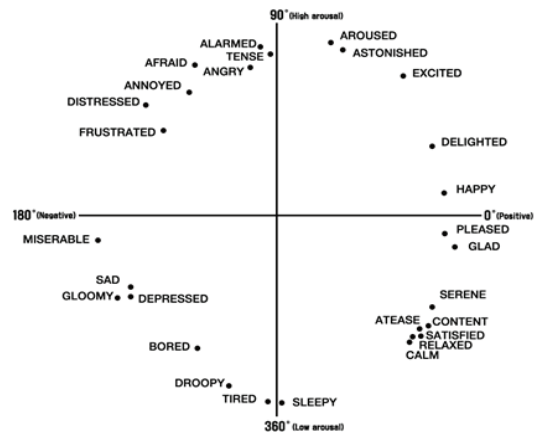 90° (High arousal)
AROUSED
ALARMED
ASTONISHED
TENSE
AFRAID
ANGRY
EXCITED
ANNOYED
DISTRESSED
FRUSTRATED
DELIGHTED
HAPPY
180° (Negative)
0° (Positive)
PLEASED
MISERABLE
GLAD
SAD
GLOOMY
DEPRESSED
SERENE
ATEASE
CONTENT
SATISFIED
RELAXED
CALM
BORED
DROOPY
TIRED
SLEEPY
360° (Low arousal)